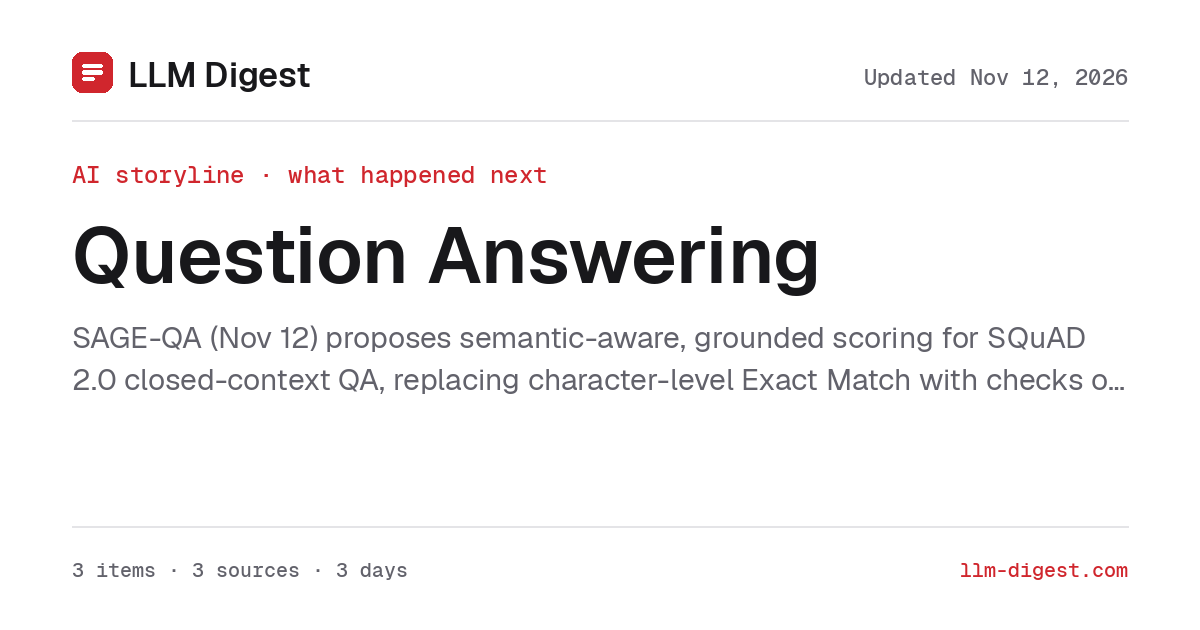 LLM Digest
Updated Nov 12, 2026
AI storyline · what happened next
Question Answering
SAGE-QA (Nov 12) proposes semantic-aware, grounded scoring for SQuAD
2.0 closed-context QA, replacing character-level Exact Match with checks o…
3 items · 3 sources · 3 days
llm-digest.com